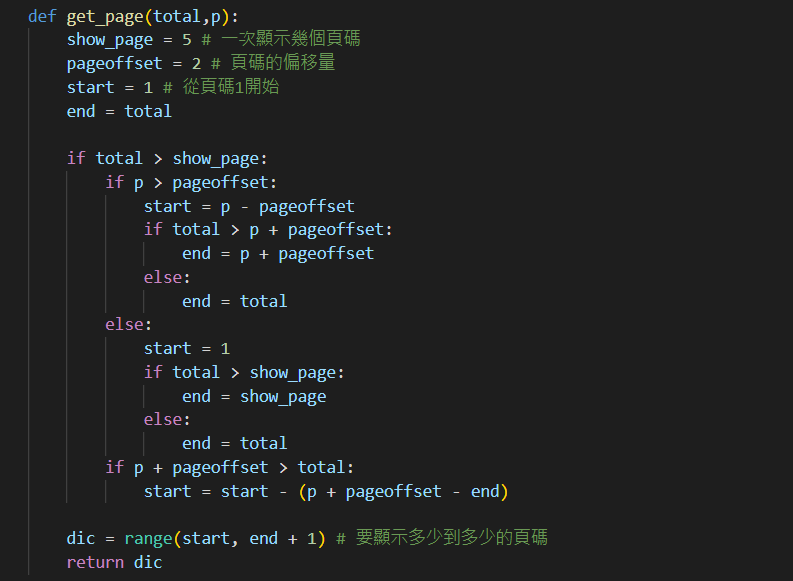 def get_page(total,p):
    show_page = 5 # 一次顯示幾個頁碼
    pageoffset = 2 # 頁碼的偏移量
    start = 1 # 從頁碼1開始
    end = total

    if total > show_page:
        if p > pageoffset:
            start = p - pageoffset
            if total > p + pageoffset:
                end = p + pageoffset
            else:
                end = total
        else:
            start = 1
            if total > show_page:
                end = show_page
            else:
                end = total
        if p + pageoffset > total:
            start = start - (p + pageoffset - end)

    dic = range(start, end + 1) # 要顯示多少到多少的頁碼
    return dic